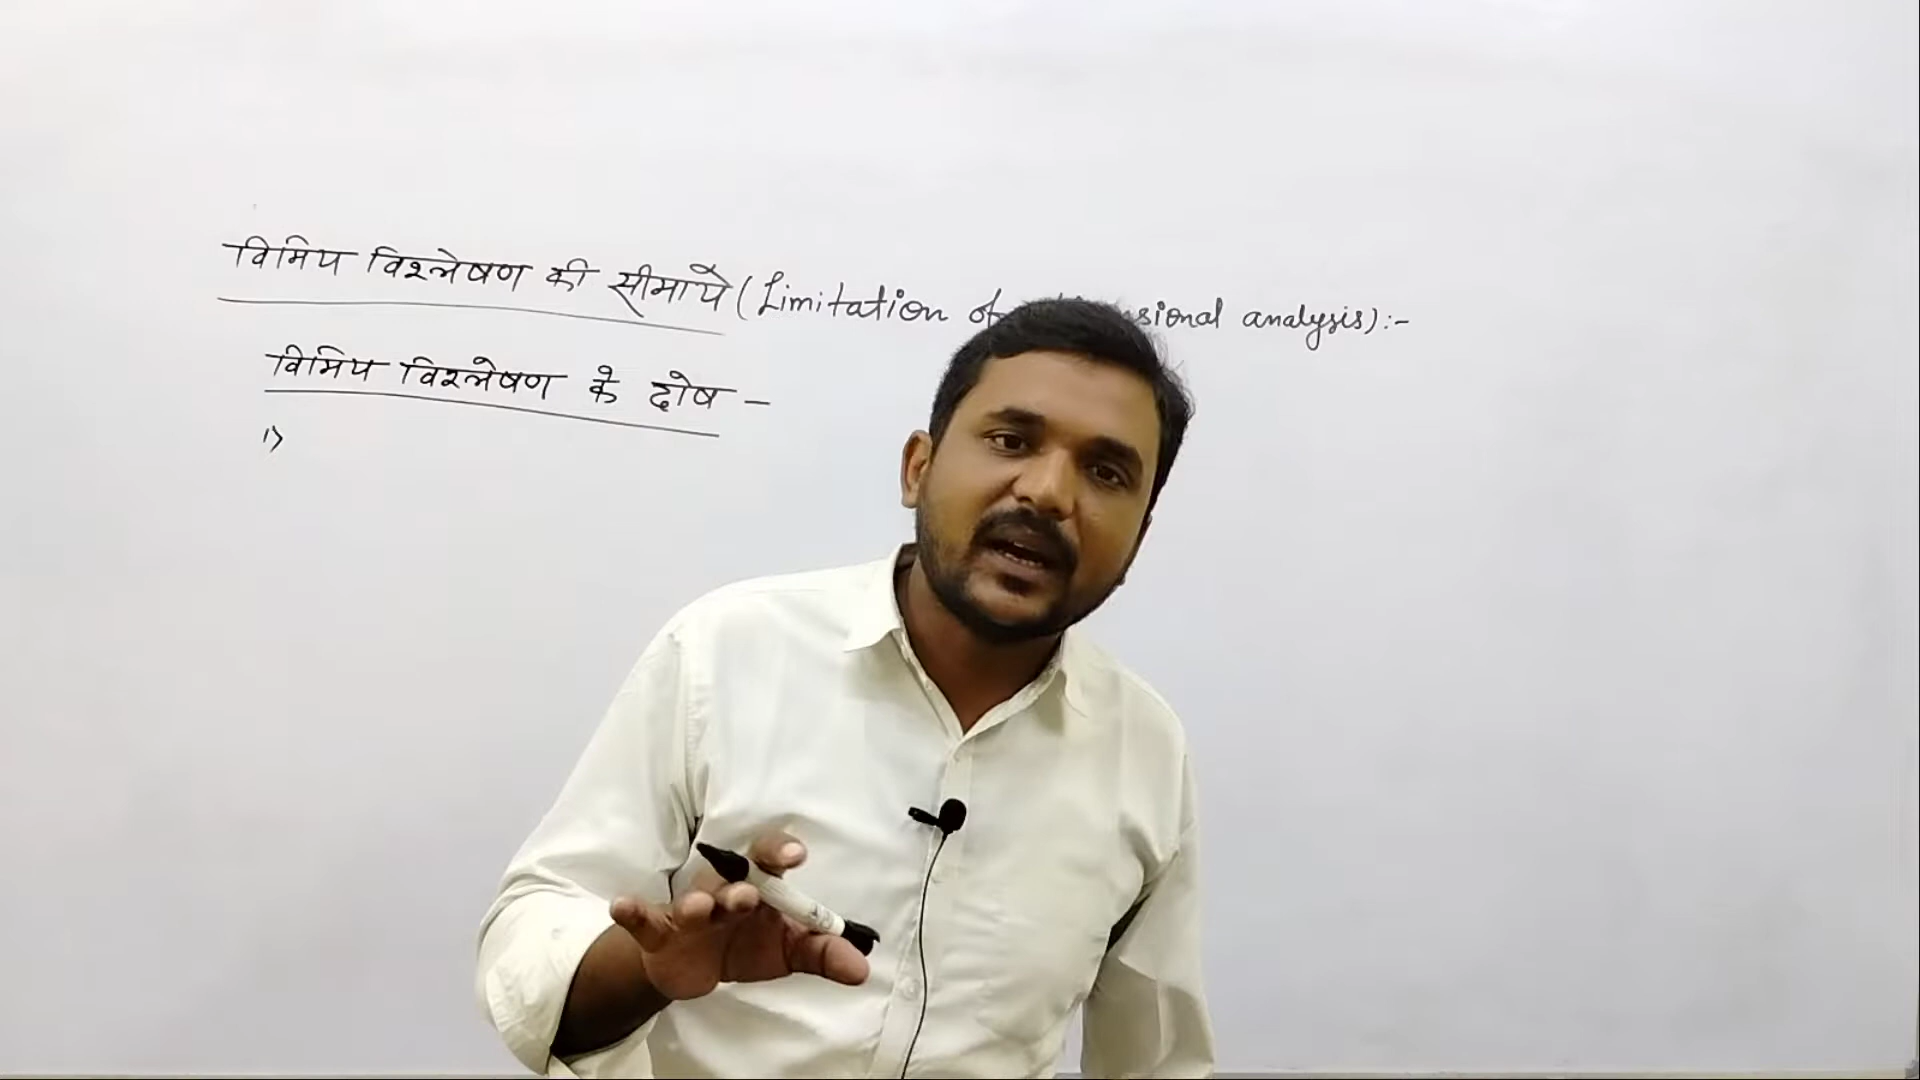 विमिय विश्लेषण की सीमाये (Limitation of sional analysis):-
विमिय विश्लेषण के दोष -
1>